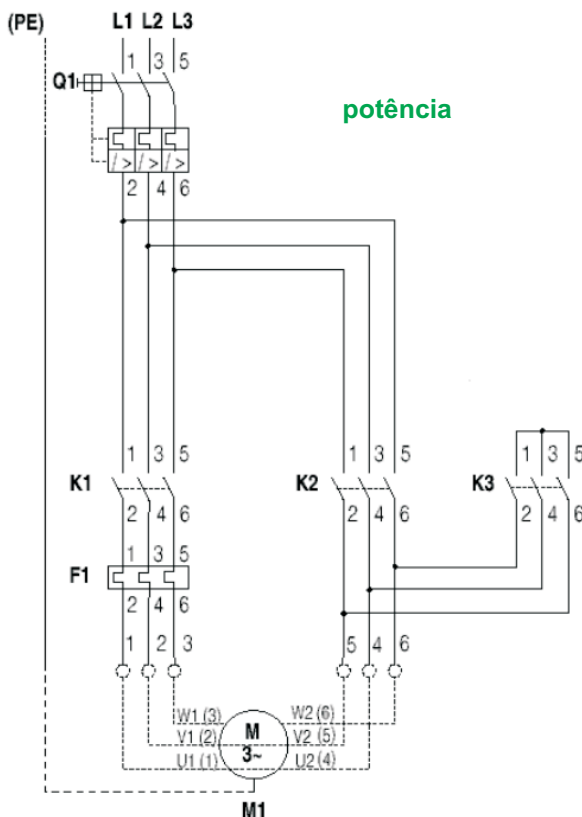 (PE) L1 L2 L3
1 3 5
Q1
potência
/> /> />
2 4 6
1 3 5 1 3 5 1 3 5
K1 K2 K3
2 4 6 2 4 6 2 4 6
1 3 5
F1
2 4 6
1 2 3 5 4 6
W1 (3) W2 (6)
V1 (2) M V2 (5)
U1 (1) 3~ U2 (4)
M1